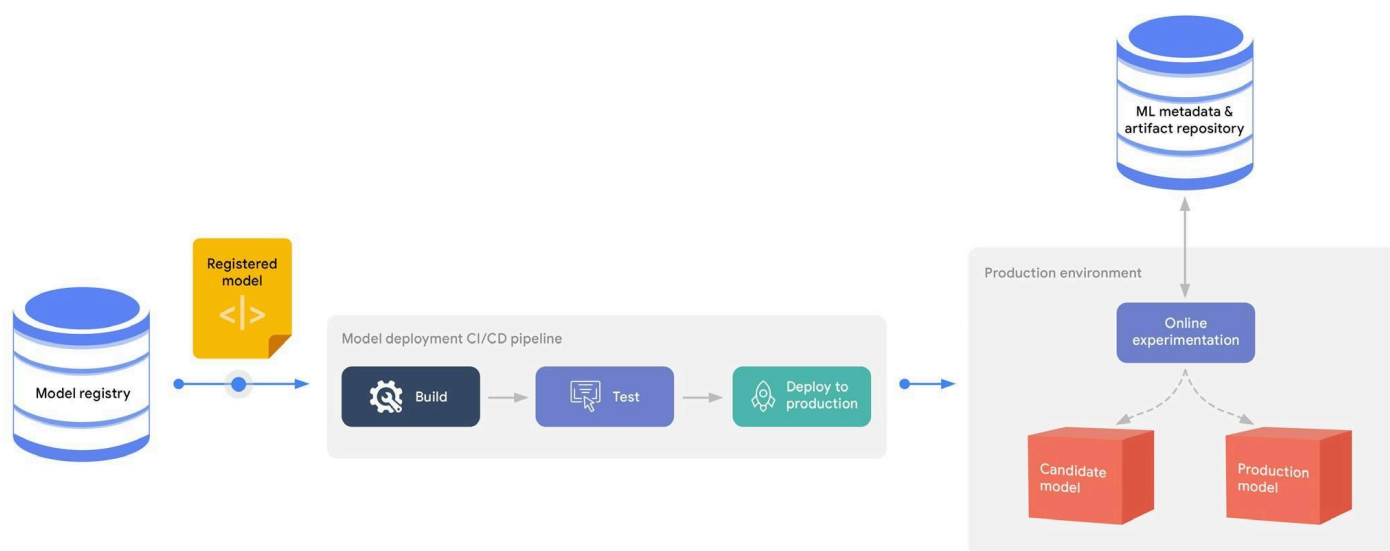 ML metadata &
artifact repository
Registered
model
</>
Model registry
Model deployment CI/CD pipeline
Build
Test
Deploy to
production
Production environment
Online
experimentation
Candidate
model
Production
model